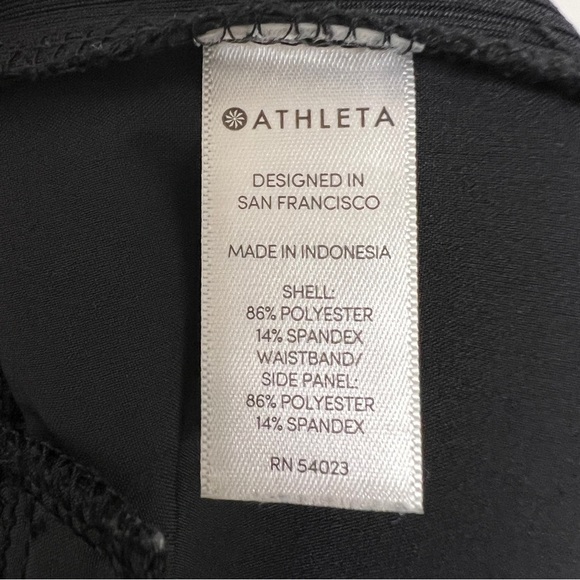 ATHLETA
DESIGNED IN
SAN FRANCISCO
MADE IN INDONESIA
SHELL:
86% POLYESTER
14% SPANDEX
WAISTBAND/
SIDE PANEL:
86% POLYESTER
14% SPANDEX
RN 54023